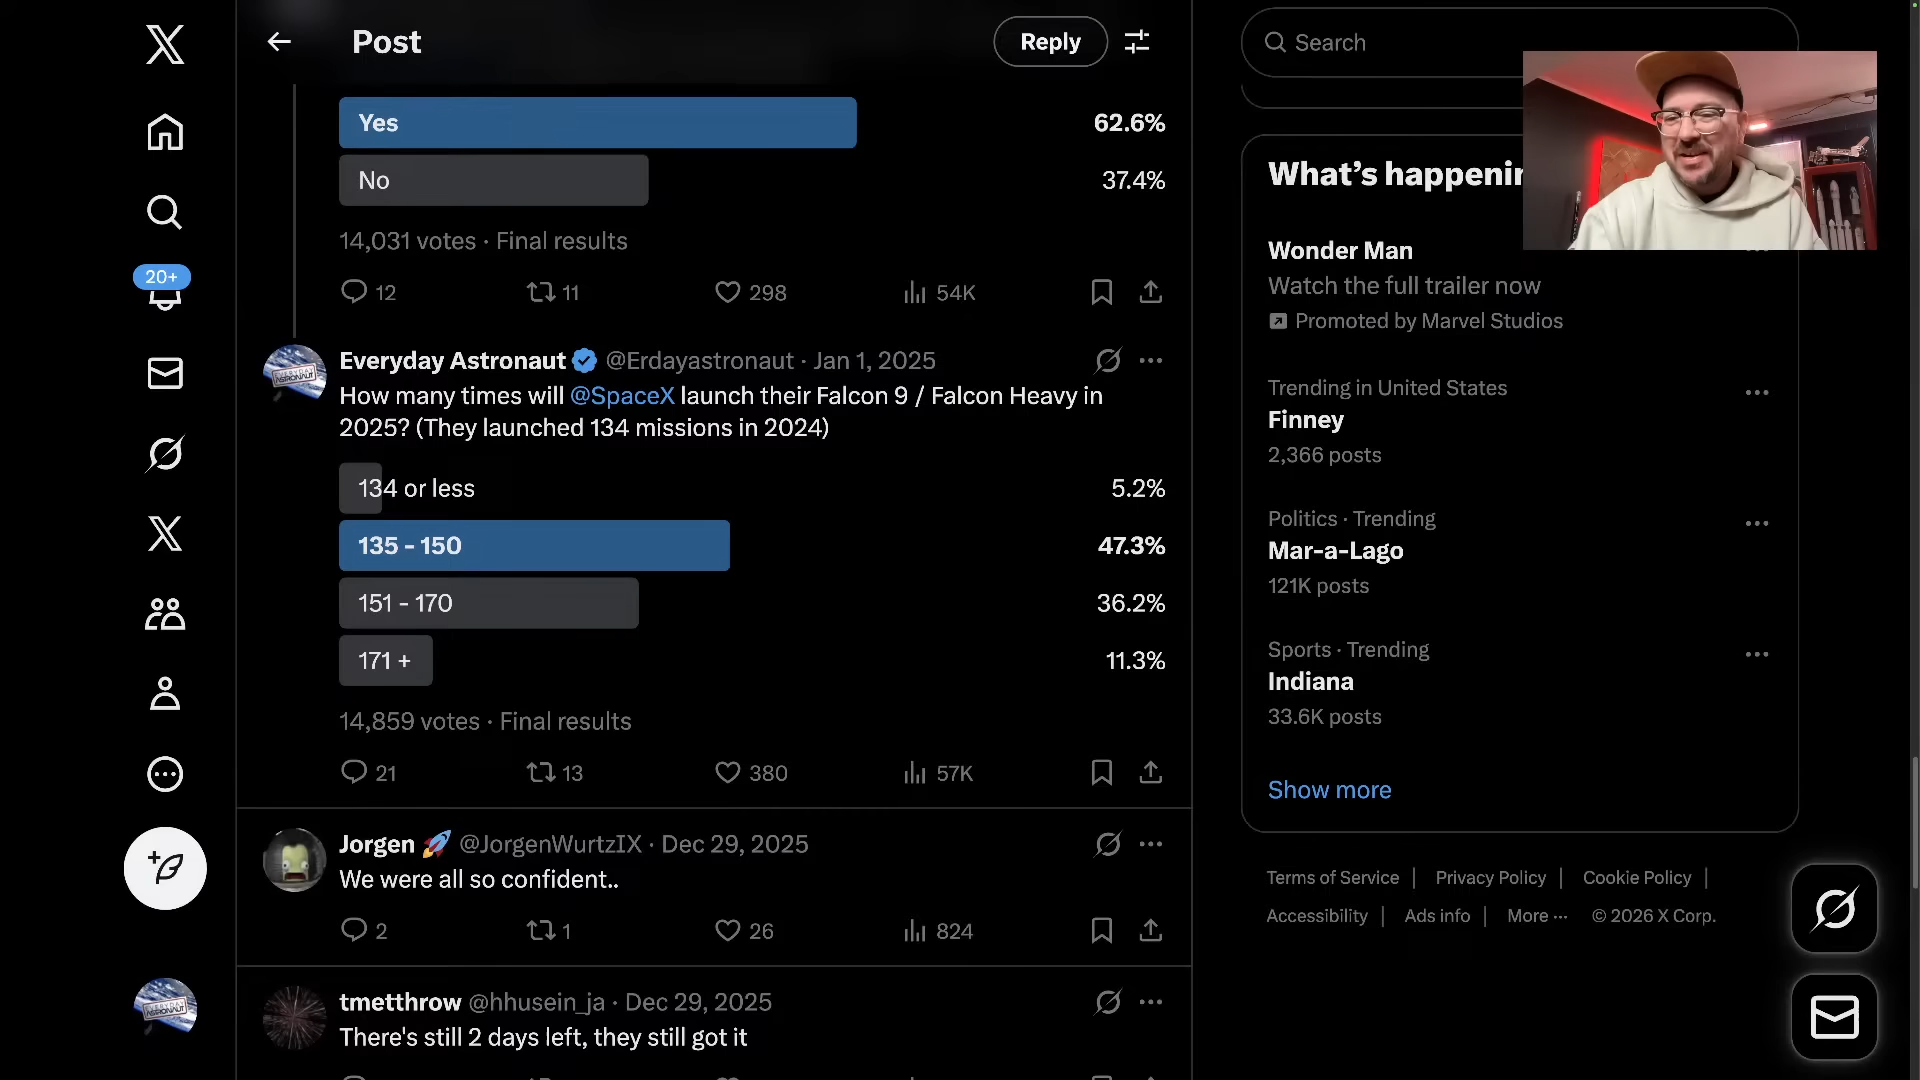 Post
Reply
Search
Yes
62.6%
No
37.4%
14,031 votes · Final results
12
11
298
54K
20+
Everyday Astronaut @Erdayastronaut · Jan 1, 2025
How many times will @SpaceX launch their Falcon 9 / Falcon Heavy in
2025? (They launched 134 missions in 2024)
134 or less
5.2%
135 - 150
47.3%
151 - 170
36.2%
171 +
11.3%
14,859 votes · Final results
21
13
380
57K
Jorgen 🚀 @JorgenWurtzIX · Dec 29, 2025
We were all so confident..
2
1
26
824
tmetthrow @hhusein_ja · Dec 29, 2025
There's still 2 days left, they still got it
What's happenin
Wonder Man
Watch the full trailer now
Promoted by Marvel Studios
Trending in United States
Finney
2,366 posts
Politics · Trending
Mar-a-Lago
121K posts
Sports · Trending
Indiana
33.6K posts
Show more
Terms of Service | Privacy Policy | Cookie Policy |
Accessibility | Ads info | More ··· © 2026 X Corp.